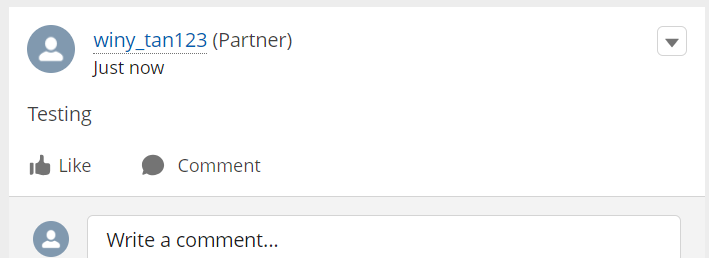 winy_tan123 (Partner)
Just now
Testing
Like Comment
Write a comment...